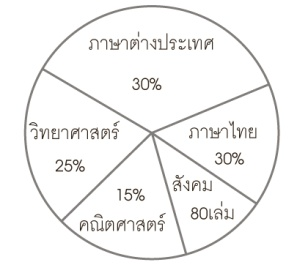 ภาษาต่างประเทศ
30%
วิทยาศาสตร์
25%
ภาษาไทย
30%
สังคม
80เล่ม
15%
คณิตศาสตร์